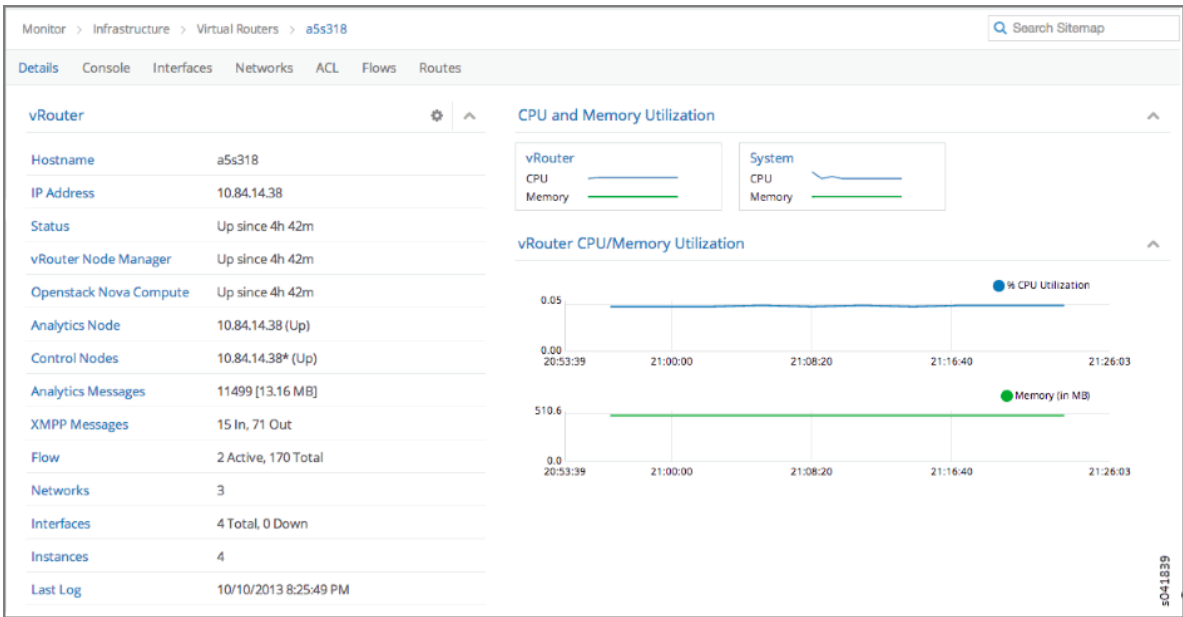 Monitor > Infrastructure > Virtual Routers > a5s318
Search Sitemap
Details Console Interfaces Networks ACL Flows Routes
vRouter
Hostname a5s318
IP Address 10.84.14.38
Status Up since 4h 42m
vRouter Node Manager Up since 4h 42m
Openstack Nova Compute Up since 4h 42m
Analytics Node 10.84.14.38 (Up)
Control Nodes 10.84.14.38* (Up)
Analytics Messages 11499 [13.16 MB]
XMPP Messages 15 In, 71 Out
Flow 2 Active, 170 Total
Networks 3
Interfaces 4 Total, 0 Down
Instances 4
Last Log 10/10/2013 8:25:49 PM
CPU and Memory Utilization
vRouter
CPU
Memory
System
CPU
Memory
vRouter CPU/Memory Utilization
% CPU Utilization
0.05
0.00
20:53:39 21:00:00 21:08:20 21:16:40 21:26:03
Memory (in MB)
510.6
0.0
20:53:39 21:00:00 21:08:20 21:16:40 21:26:03
s041839